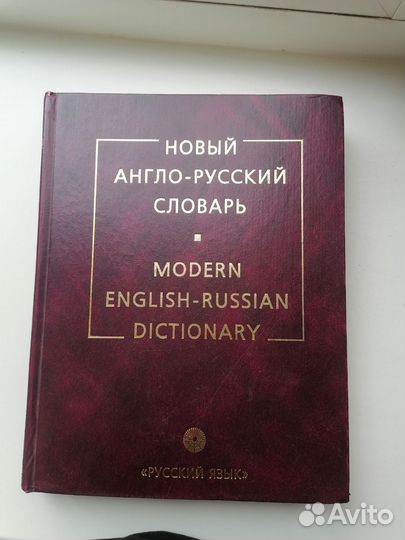 НОВЫЙ
АНГЛО-РУССКИЙ
СЛОВАРЬ
MODERN
ENGLISH-RUSSIAN
DICTIONARY
«РУССКИЙ ЯЗЫК»
Avito